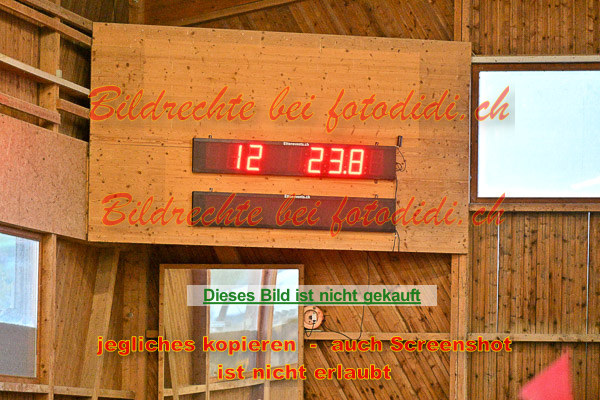 Bildrechte bei fotodidi.ch
12 23.8
Bildrechte bei fotodidi.ch
Dieses Bild ist nicht gekauft
jegliches kopieren - auch Screenshot
ist nicht erlaubt